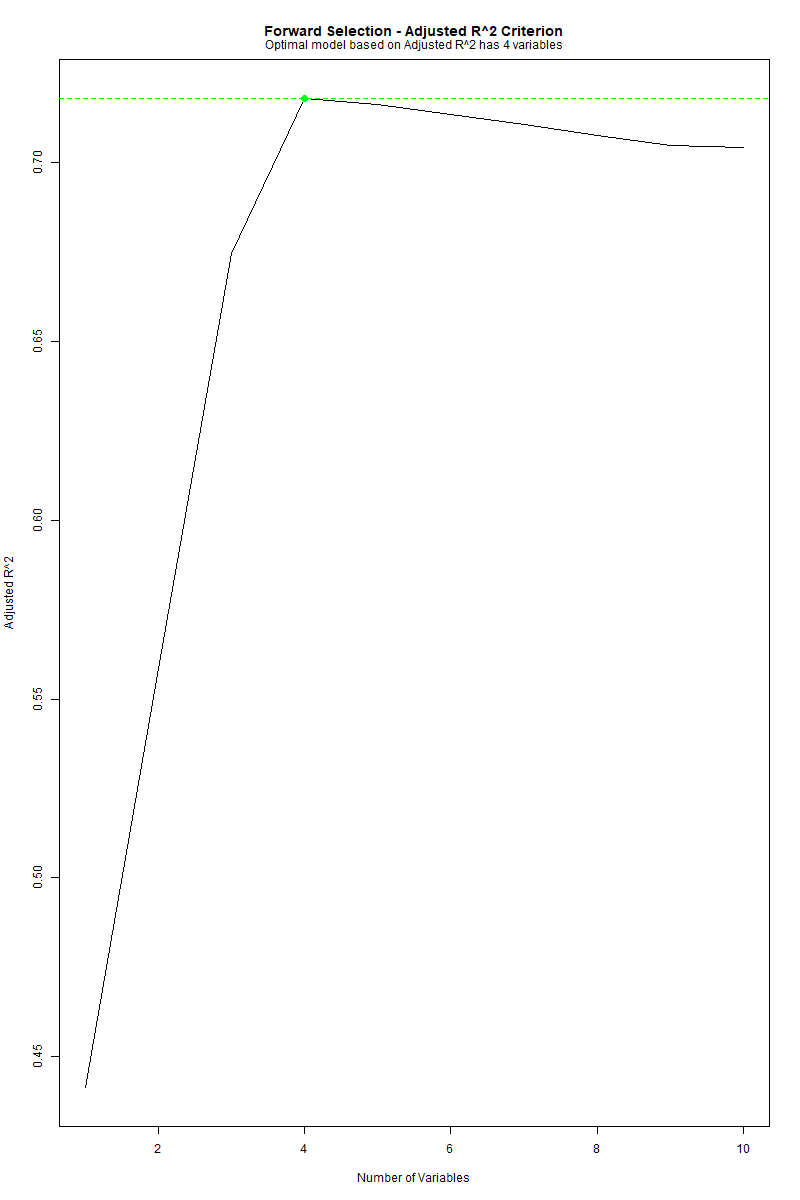 Forward Selection - Adjusted R^2 Criterion
Optimal model based on Adjusted R^2 has 4 variables
0.70
0.65
0.60
0.55
0.50
0.45
Adjusted R^2
2 4 6 8 10
Number of Variables